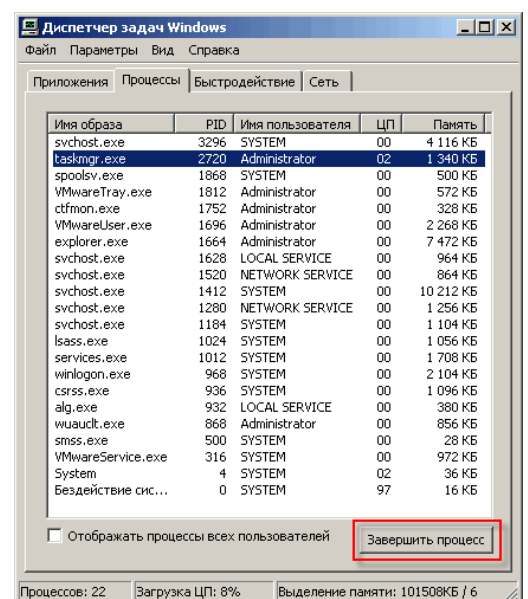 Диспетчер задач Windows
Файл Параметры Вид Справка
Приложения Процессы Быстродействие Сеть
Имя образа PID Имя пользователя ЦП Память
svchost.exe 3296 SYSTEM 00 4 116 КБ
taskmgr.exe 2720 Administrator 02 1 340 КБ
spoolsv.exe 1868 SYSTEM 00 500 КБ
VMwareTray.exe 1812 Administrator 00 572 КБ
ctfmon.exe 1752 Administrator 00 328 КБ
VMwareUser.exe 1696 Administrator 00 2 268 КБ
explorer.exe 1664 Administrator 00 7 472 КБ
svchost.exe 1628 LOCAL SERVICE 00 964 КБ
svchost.exe 1520 NETWORK SERVICE 00 864 КБ
svchost.exe 1412 SYSTEM 00 10 212 КБ
svchost.exe 1280 NETWORK SERVICE 00 1 256 КБ
svchost.exe 1184 SYSTEM 00 1 104 КБ
lsass.exe 1024 SYSTEM 00 1 056 КБ
services.exe 1012 SYSTEM 00 1 708 КБ
winlogon.exe 968 SYSTEM 00 2 104 КБ
csrss.exe 936 SYSTEM 00 1 096 КБ
alg.exe 932 LOCAL SERVICE 00 380 КБ
wuauclt.exe 868 Administrator 00 856 КБ
smss.exe 500 SYSTEM 00 28 КБ
VMwareService.exe 316 SYSTEM 00 972 КБ
System 4 SYSTEM 02 36 КБ
Бездействие сис... 0 SYSTEM 97 16 КБ
Отображать процессы всех пользователей Завершить процесс
Процессов: 22 Загрузка ЦП: 8% Выделение памяти: 101508КБ / 6